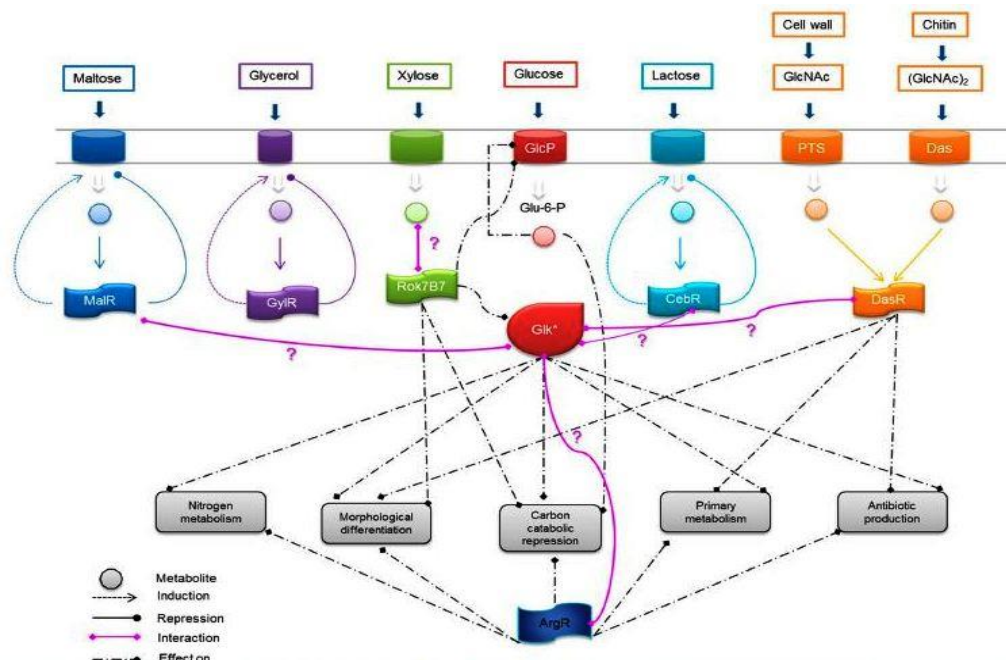 Cell wall
Chitin
Maltose
Glycerol
Xylose
Glucose
Lactose
GlcNAc
(GlcNAc)2
GlcP
PTS
Das
Glu-6-P
?
MalR
GylR
Rok7B7
CebR
DasR
Glk*
?
?
?
?
Nitrogen
metabolism
Morphological
differentiation
Carbon
catabolic
repression
Primary
metabolism
Antibiotic
production
Metabolite
Induction
Repression
Interaction
Effect on
ArgR